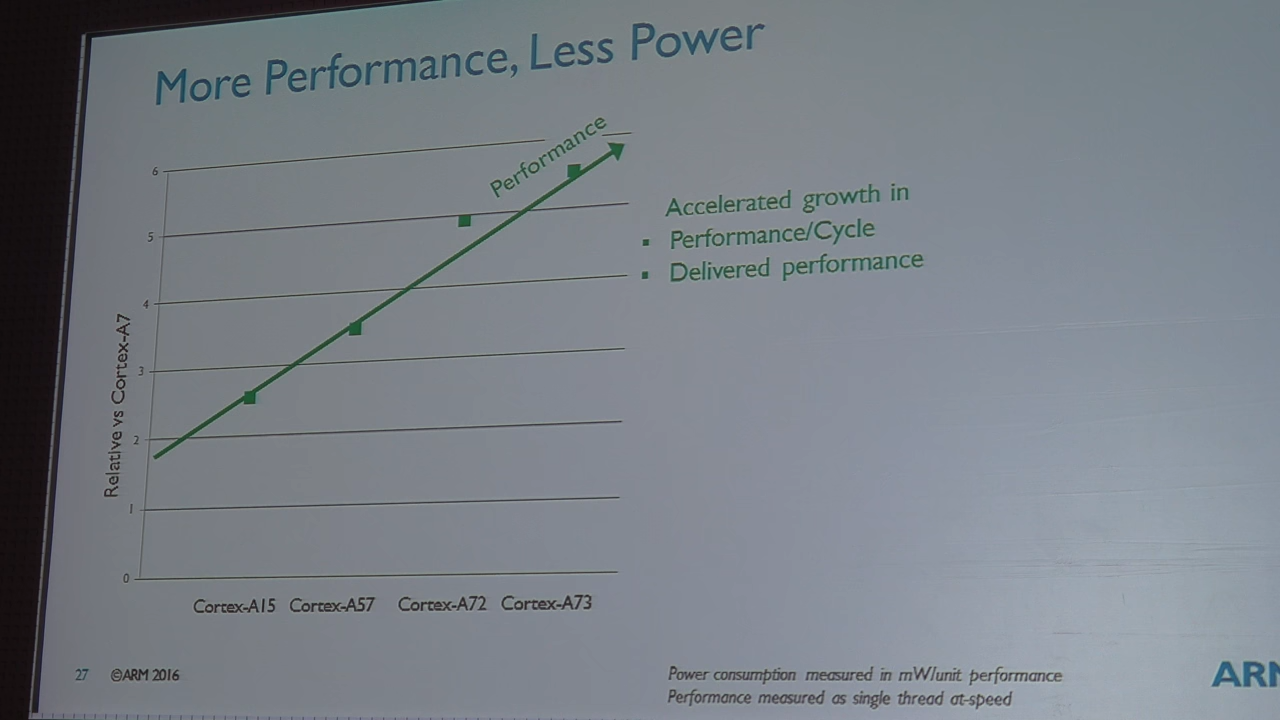 More Performance, Less Power
Performance
6
5
4
3
2
1
0
Relative vs Cortex-A7
Cortex-A15 Cortex-A57 Cortex-A72 Cortex-A73
Accelerated growth in
▪ Performance/Cycle
▪ Delivered performance
27 ©ARM 2016
Power consumption measured in mW/unit performance
Performance measured as single thread at-speed
ARM